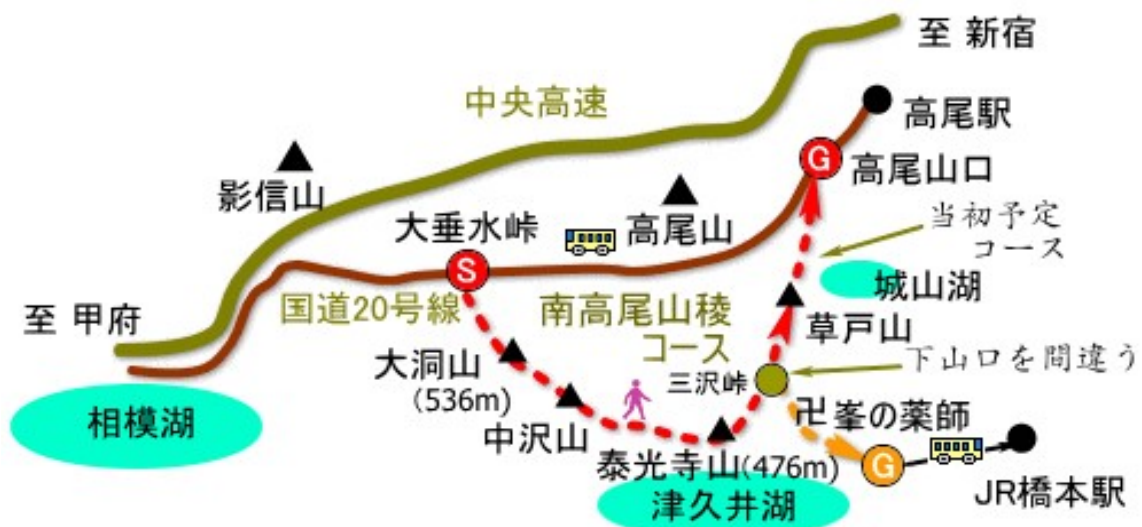 至 新宿
中央高速
高尾駅
影信山
高尾山口
大垂水峠
高尾山
当初予定
コース
S
G
国道20号線
南高尾山稜
コース
城山湖
至 甲府
草戸山
大洞山
(536m)
三沢峠
下山口を間違う
相模湖
中沢山
卍峯の薬師
泰光寺山(476m)
G
津久井湖
JR橋本駅